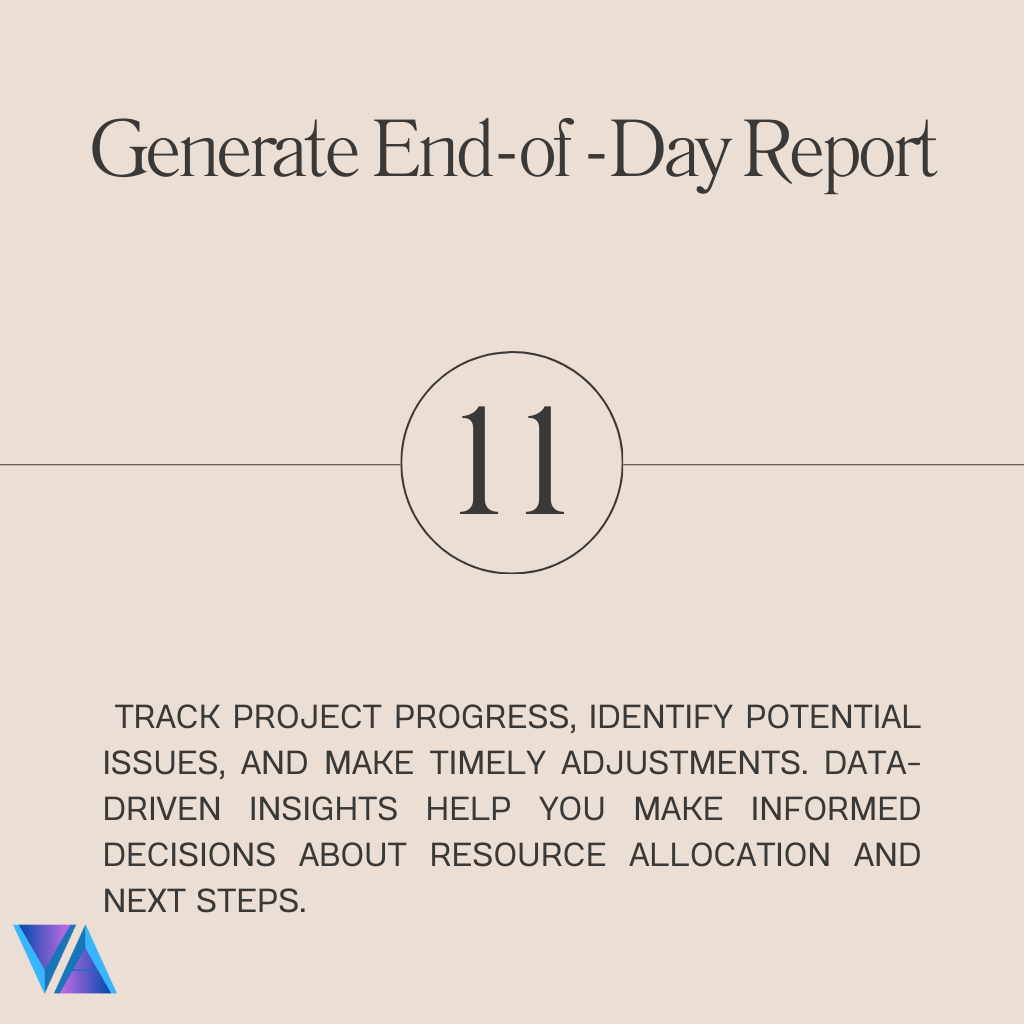 Generate End-of -Day Report
11
TRACK PROJECT PROGRESS, IDENTIFY POTENTIAL
ISSUES, AND MAKE TIMELY ADJUSTMENTS. DATA-
DRIVEN INSIGHTS HELP YOU MAKE INFORMED
DECISIONS ABOUT RESOURCE ALLOCATION AND
NEXT STEPS.
VA